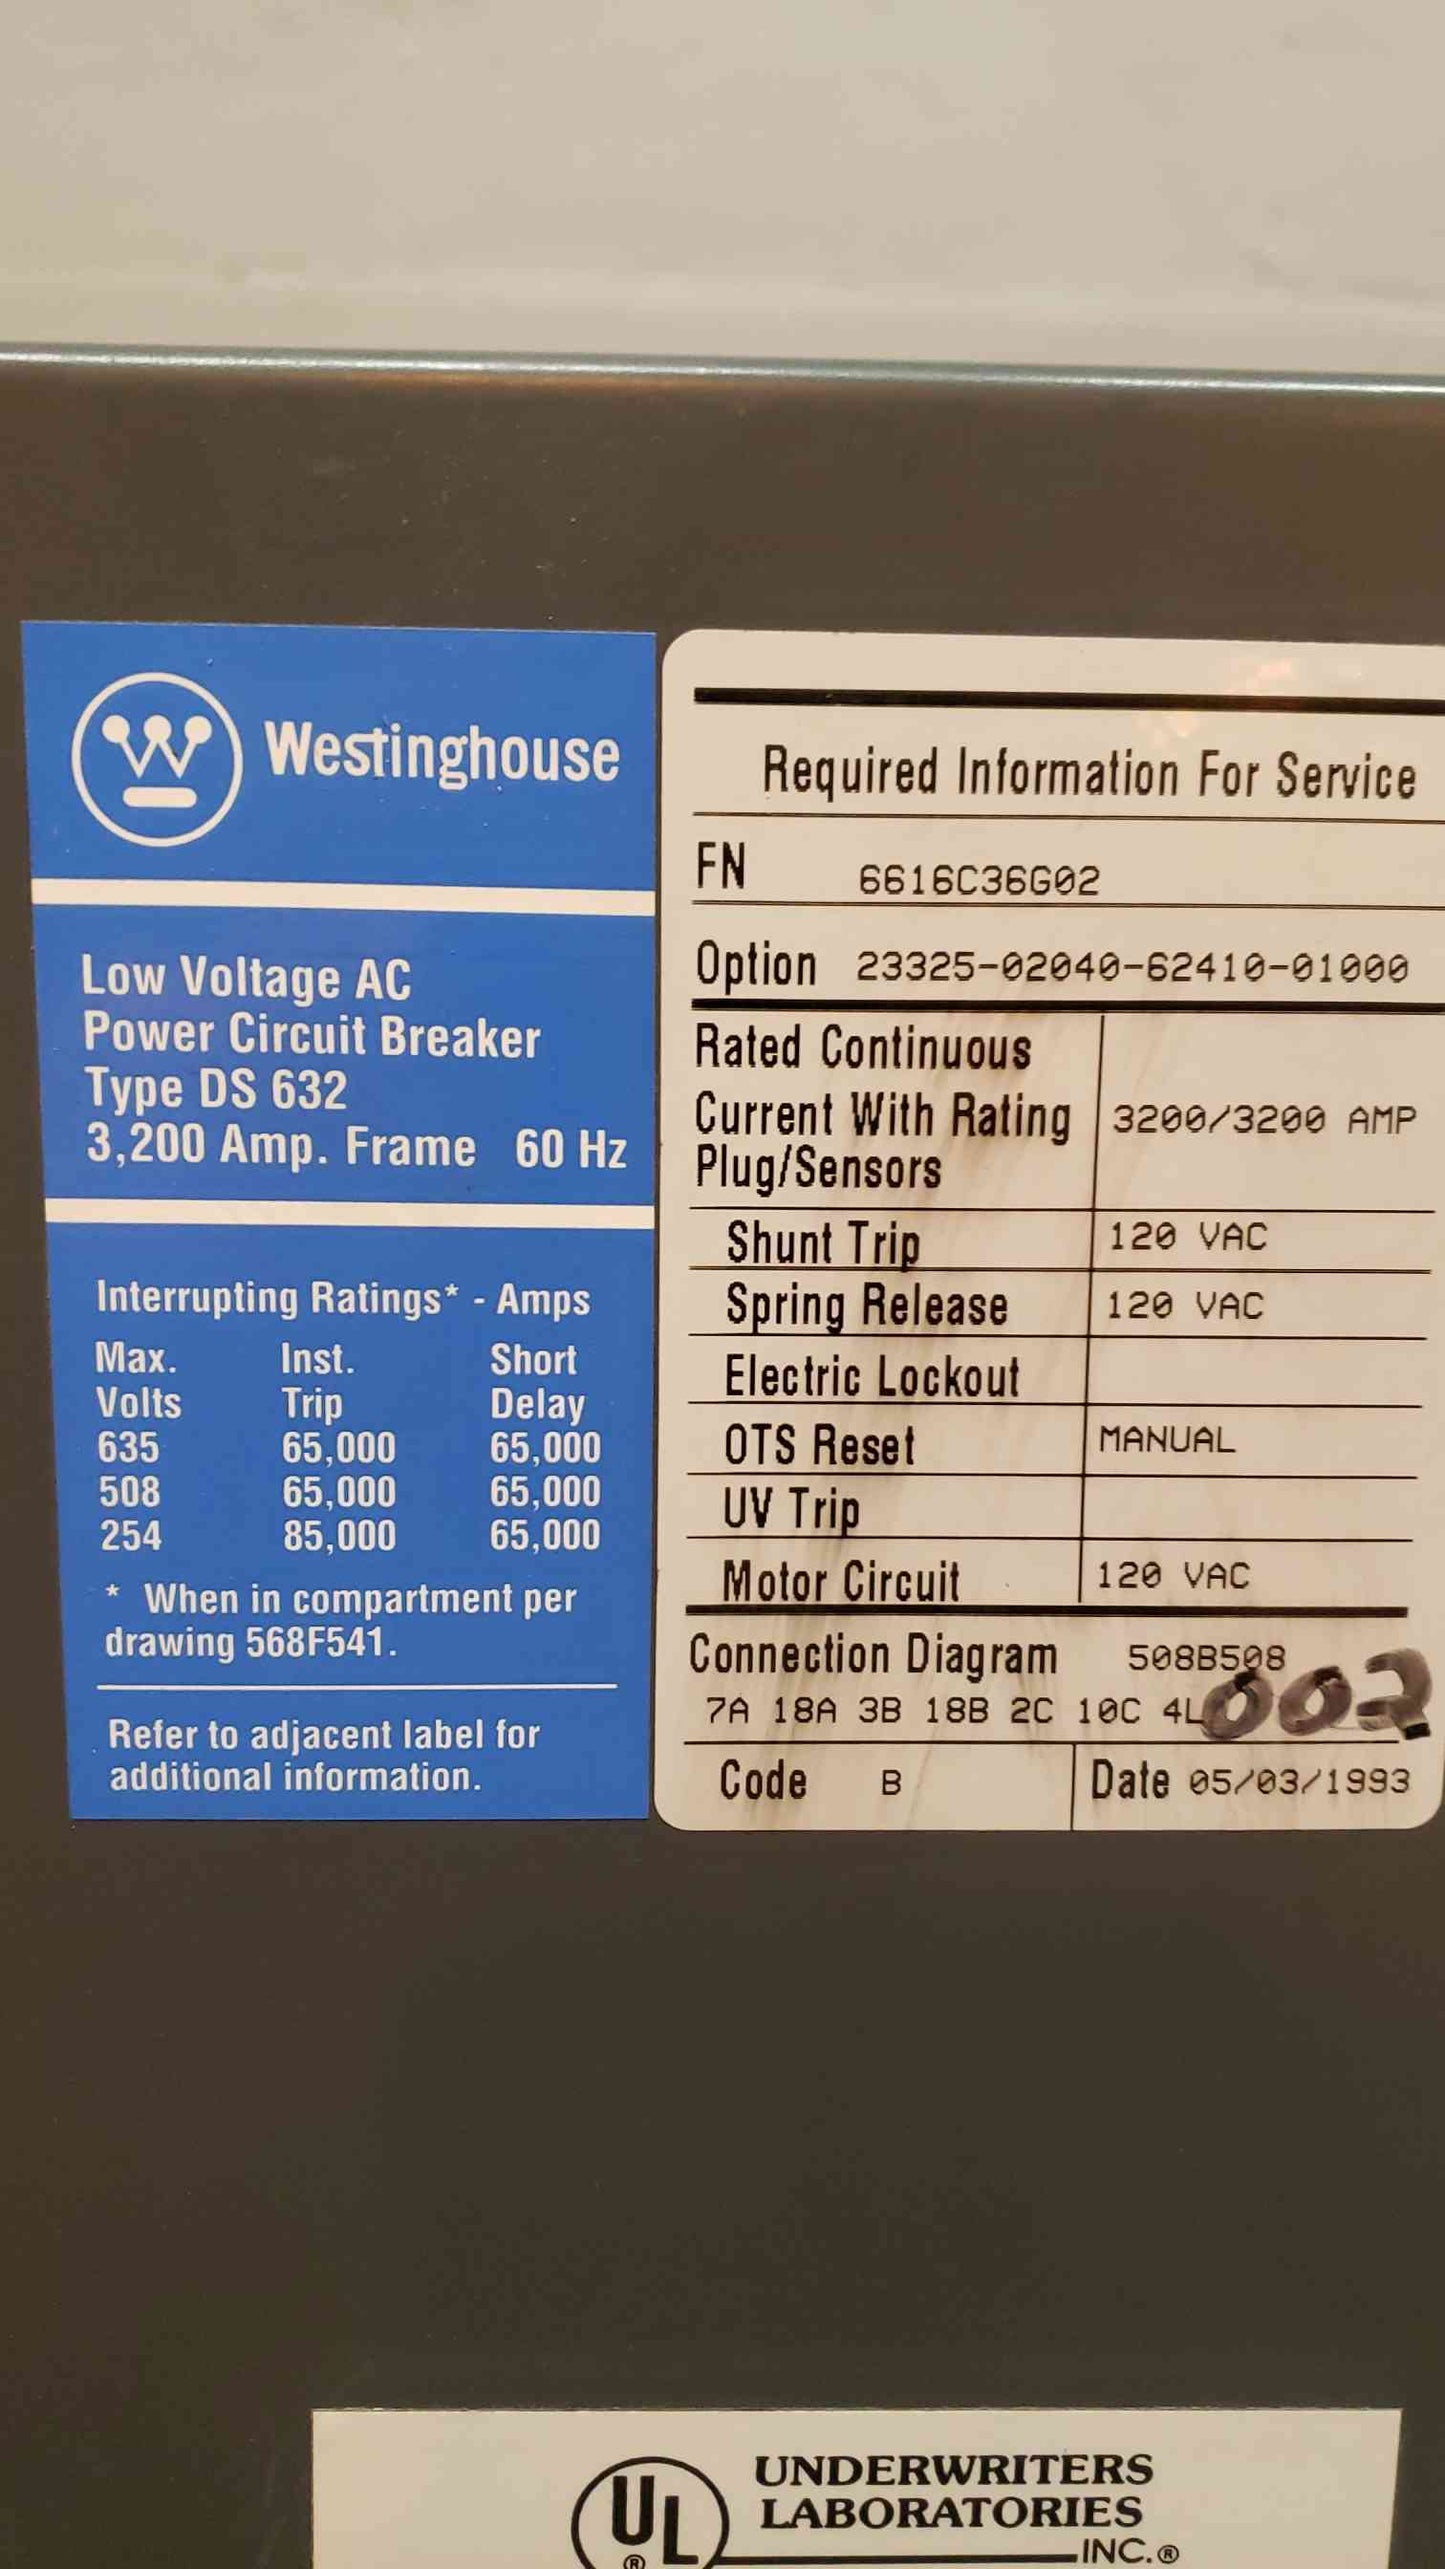 Westinghouse
Low Voltage AC
Power Circuit Breaker
Type DS 632
3,200 Amp. Frame 60 Hz
Interrupting Ratings* - Amps
Max. Inst. Short
Volts Trip Delay
635 65,000 65,000
508 65,000 65,000
254 85,000 65,000
* When in compartment per
drawing 568F541.
Refer to adjacent label for
additional information.
Required Information For Service
FN 6616C36G02
Option 23325-02040-62410-01000
Rated Continuous
Current With Rating 3200/3200 AMP
Plug/Sensors
Shunt Trip 120 VAC
Spring Release 120 VAC
Electric Lockout
OTS Reset MANUAL
UV Trip
Motor Circuit 120 VAC
Connection Diagram 508B508
7A 18A 3B 18B 2C 10C 4L
002
Code B Date 05/03/1993
UL®
UNDERWRITERS
LABORATORIES
INC.®